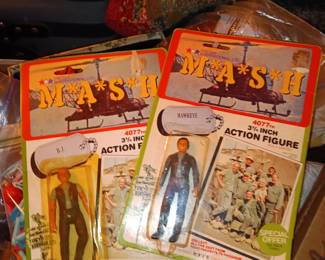 M*A*S*H
4077TH
3¾ INCH
ACTION FIGURE
B.J.
M*A*S*H
4077TH
3¾ INCH
ACTION FIGURE
HAWKEYE
SPECIAL
OFFER